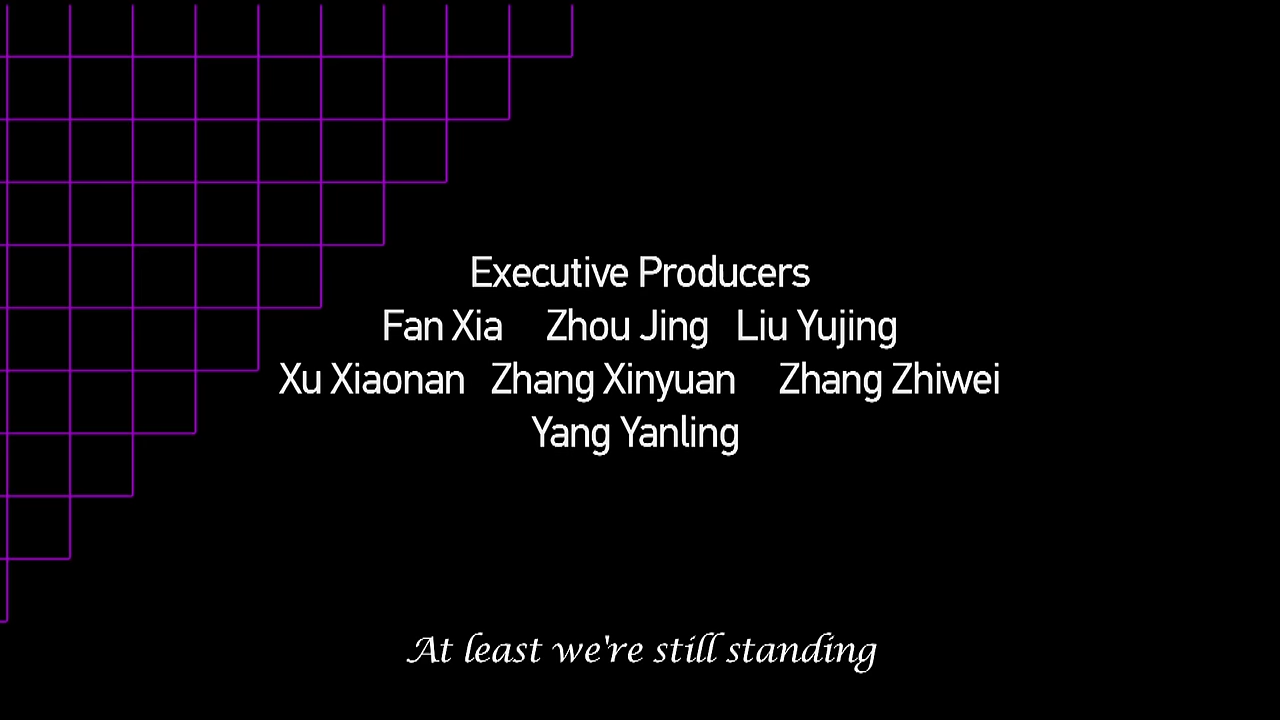 Executive Producers
Fan Xia Zhou Jing Liu Yujing
Xu Xiaonan Zhang Xinyuan Zhang Zhiwei
Yang Yanling
At least we're still standing